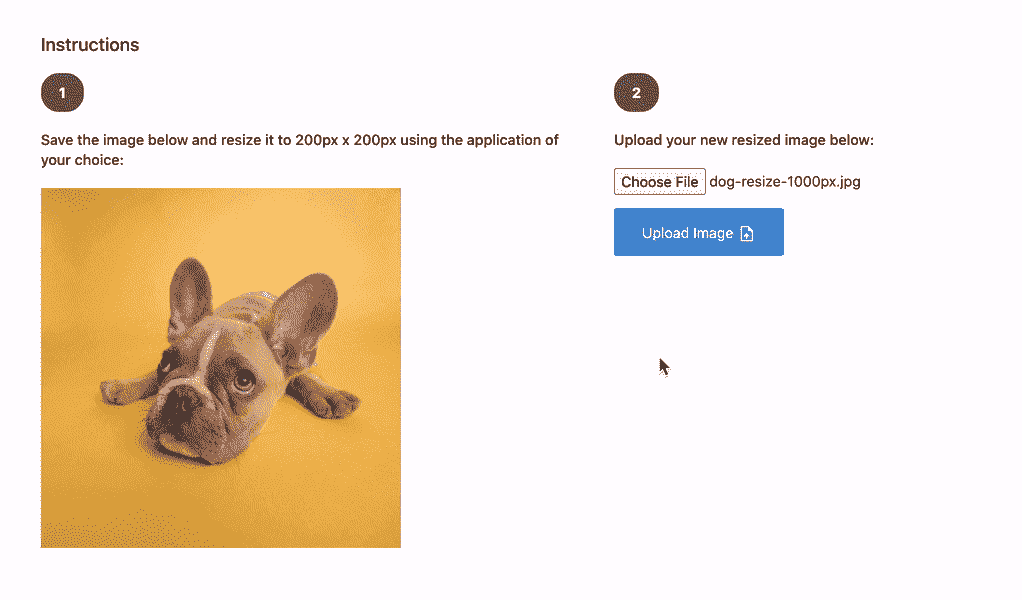 Instructions
1
Save the image below and resize it to 200px x 200px using the application of
your choice:
2
Upload your new resized image below:
Choose File dog-resize-1000px.jpg
Upload Image